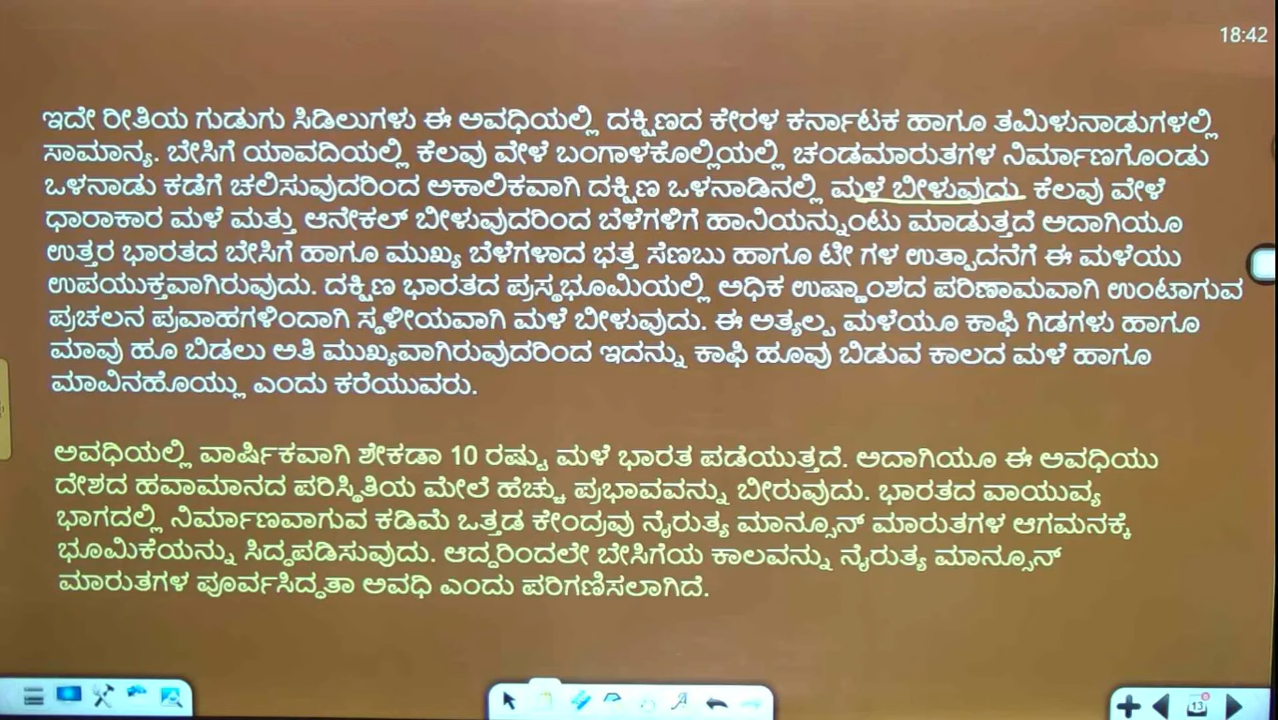 18:42
ಇದೇ ರೀತಿಯ ಗುಡುಗು ಸಿಡಿಲುಗಳು ಈ ಅವಧಿಯಲ್ಲಿ ದಕ್ಷಿಣದ ಕೇರಳ ಕರ್ನಾಟಕ ಹಾಗೂ ತಮಿಳುನಾಡುಗಳಲ್ಲಿ
ಸಾಮಾನ್ಯ. ಬೇಸಿಗೆ ಯಾವದಿಯಲ್ಲಿ ಕೆಲವು ವೇಳೆ ಬಂಗಾಳಕೊಲ್ಲಿಯಲ್ಲಿ ಚಂಡಮಾರುತಗಳ ನಿರ್ಮಾಣಗೊಂಡು
ಒಳನಾಡು ಕಡೆಗೆ ಚಲಿಸುವುದರಿಂದ ಅಕಾಲಿಕವಾಗಿ ದಕ್ಷಿಣ ಒಳನಾಡಿನಲ್ಲಿ ಮಳೆ ಬೀಳುವುದು. ಕೆಲವು ವೇಳೆ
ಧಾರಾಕಾರ ಮಳೆ ಮತ್ತು ಆನೇಕಲ್ ಬೀಳುವುದರಿಂದ ಬೆಳೆಗಳಿಗೆ ಹಾನಿಯನ್ನುಂಟು ಮಾಡುತ್ತದೆ ಅದಾಗಿಯೂ
ಉತ್ತರ ಭಾರತದ ಬೇಸಿಗೆ ಹಾಗೂ ಮುಖ್ಯ ಬೆಳೆಗಳಾದ ಭತ್ತ ಸೆಣಬು ಹಾಗೂ ಟೀ ಗಳ ಉತ್ಪಾದನೆಗೆ ಈ ಮಳೆಯು
ಉಪಯುಕ್ತವಾಗಿರುವುದು. ದಕ್ಷಿಣ ಭಾರತದ ಪ್ರಸ್ಥಭೂಮಿಯಲ್ಲಿ ಅಧಿಕ ಉಷ್ಣಾಂಶದ ಪರಿಣಾಮವಾಗಿ ಉಂಟಾಗುವ
ಪ್ರಚಲನ ಪ್ರವಾಹಗಳಿಂದಾಗಿ ಸ್ಥಳೀಯವಾಗಿ ಮಳೆ ಬೀಳುವುದು. ಈ ಅತ್ಯಲ್ಪ ಮಳೆಯೂ ಕಾಫಿ ಗಿಡಗಳು ಹಾಗೂ
ಮಾವು ಹೂ ಬಿಡಲು ಅತಿ ಮುಖ್ಯವಾಗಿರುವುದರಿಂದ ಇದನ್ನು ಕಾಫಿ ಹೂವು ಬಿಡುವ ಕಾಲದ ಮಳೆ ಹಾಗೂ
ಮಾವಿನಹೊಯ್ಲು ಎಂದು ಕರೆಯುವರು.
ಅವಧಿಯಲ್ಲಿ ವಾರ್ಷಿಕವಾಗಿ ಶೇಕಡಾ 10 ರಷ್ಟು ಮಳೆ ಭಾರತ ಪಡೆಯುತ್ತದೆ. ಅದಾಗಿಯೂ ಈ ಅವಧಿಯು
ದೇಶದ ಹವಾಮಾನದ ಪರಿಸ್ಥಿತಿಯ ಮೇಲೆ ಹೆಚ್ಚು ಪ್ರಭಾವವನ್ನು ಬೀರುವುದು. ಭಾರತದ ವಾಯುವ್ಯ
ಭಾಗದಲ್ಲಿ ನಿರ್ಮಾಣವಾಗುವ ಕಡಿಮೆ ಒತ್ತಡ ಕೇಂದ್ರವು ನೈರುತ್ಯ ಮಾನ್ಸೂನ್ ಮಾರುತಗಳ ಆಗಮನಕ್ಕೆ
ಭೂಮಿಕೆಯನ್ನು ಸಿದ್ಧಪಡಿಸುವುದು. ಆದ್ದರಿಂದಲೇ ಬೇಸಿಗೆಯ ಕಾಲವನ್ನು ನೈರುತ್ಯ ಮಾನ್ಸೂನ್
ಮಾರುತಗಳ ಪೂರ್ವಸಿದ್ಧತಾ ಅವಧಿ ಎಂದು ಪರಿಗಣಿಸಲಾಗಿದೆ.
13